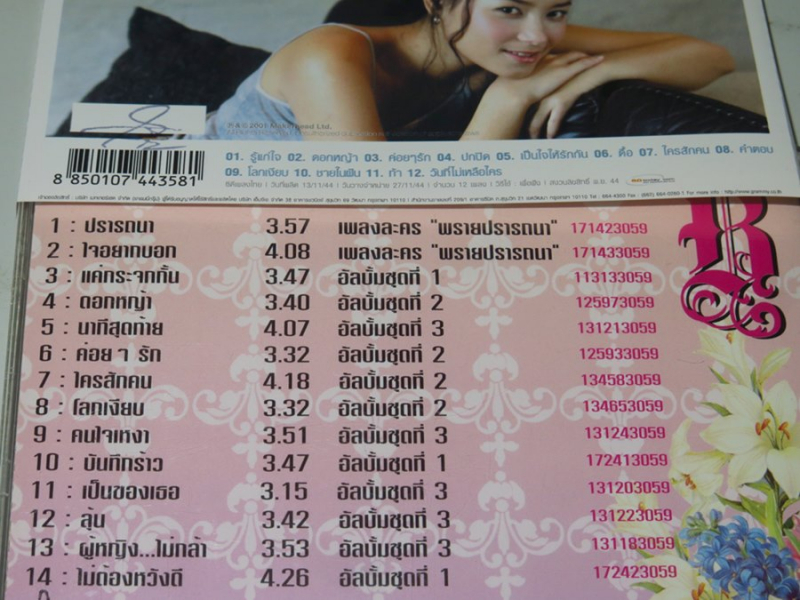 8 850107 443581
01. รู้แก่ใจ 02. ดอกหญ้า 03. ค่อยๆรัก 04. ปกปิด 05. เป็นใจให้รักกัน 06. ดื้อ 07. ใครสักคน 08. คำตอบ
09. โลกเงียบ 10. ชายในฝัน 11. ถ้า 12. วันที่ไม่เหลือใคร
1 : ปรารถนา 3.57 เพลงละคร "พรายปรารถนา" 171423059
2 : ใจอยากบอก 4.08 เพลงละคร "พรายปรารถนา" 171433059
3 : แค่กระจกกั้น 3.47 อัลบั้มชุดที่ 1 113133059
4 : ดอกหญ้า 3.40 อัลบั้มชุดที่ 2 125973059
5 : นาทีสุดท้าย 4.07 อัลบั้มชุดที่ 3 131213059
6 : ค่อย ๆ รัก 3.32 อัลบั้มชุดที่ 2 125933059
7 : ใครสักคน 4.18 อัลบั้มชุดที่ 2 134583059
8 : โลกเงียบ 3.32 อัลบั้มชุดที่ 2 134653059
9 : คนใจเหงา 3.51 อัลบั้มชุดที่ 3 131243059
10 : บันทึกร้าว 3.47 อัลบั้มชุดที่ 1 172413059
11 : เป็นของเธอ 3.15 อัลบั้มชุดที่ 3 131203059
12 : ลุ้น 3.42 อัลบั้มชุดที่ 3 131223059
13 : ผู้หญิง...ไม่กล้า 3.53 อัลบั้มชุดที่ 3 131183059
14 : ไม่ต้องหวังดี 4.26 อัลบั้มชุดที่ 1 172423059